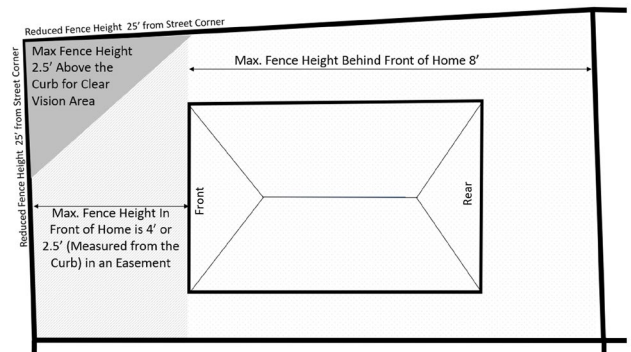 Reduced Fence Height 25' from Street Corner
Max Fence Height
2.5' Above the
Curb for Clear
Vision Area
Max. Fence Height Behind Front of Home 8'
Reduced Fence Height 25' from Street Corner
Front
Rear
Max. Fence Height In
Front of Home is 4' or
2.5' (Measured from the
Curb) in an Easement